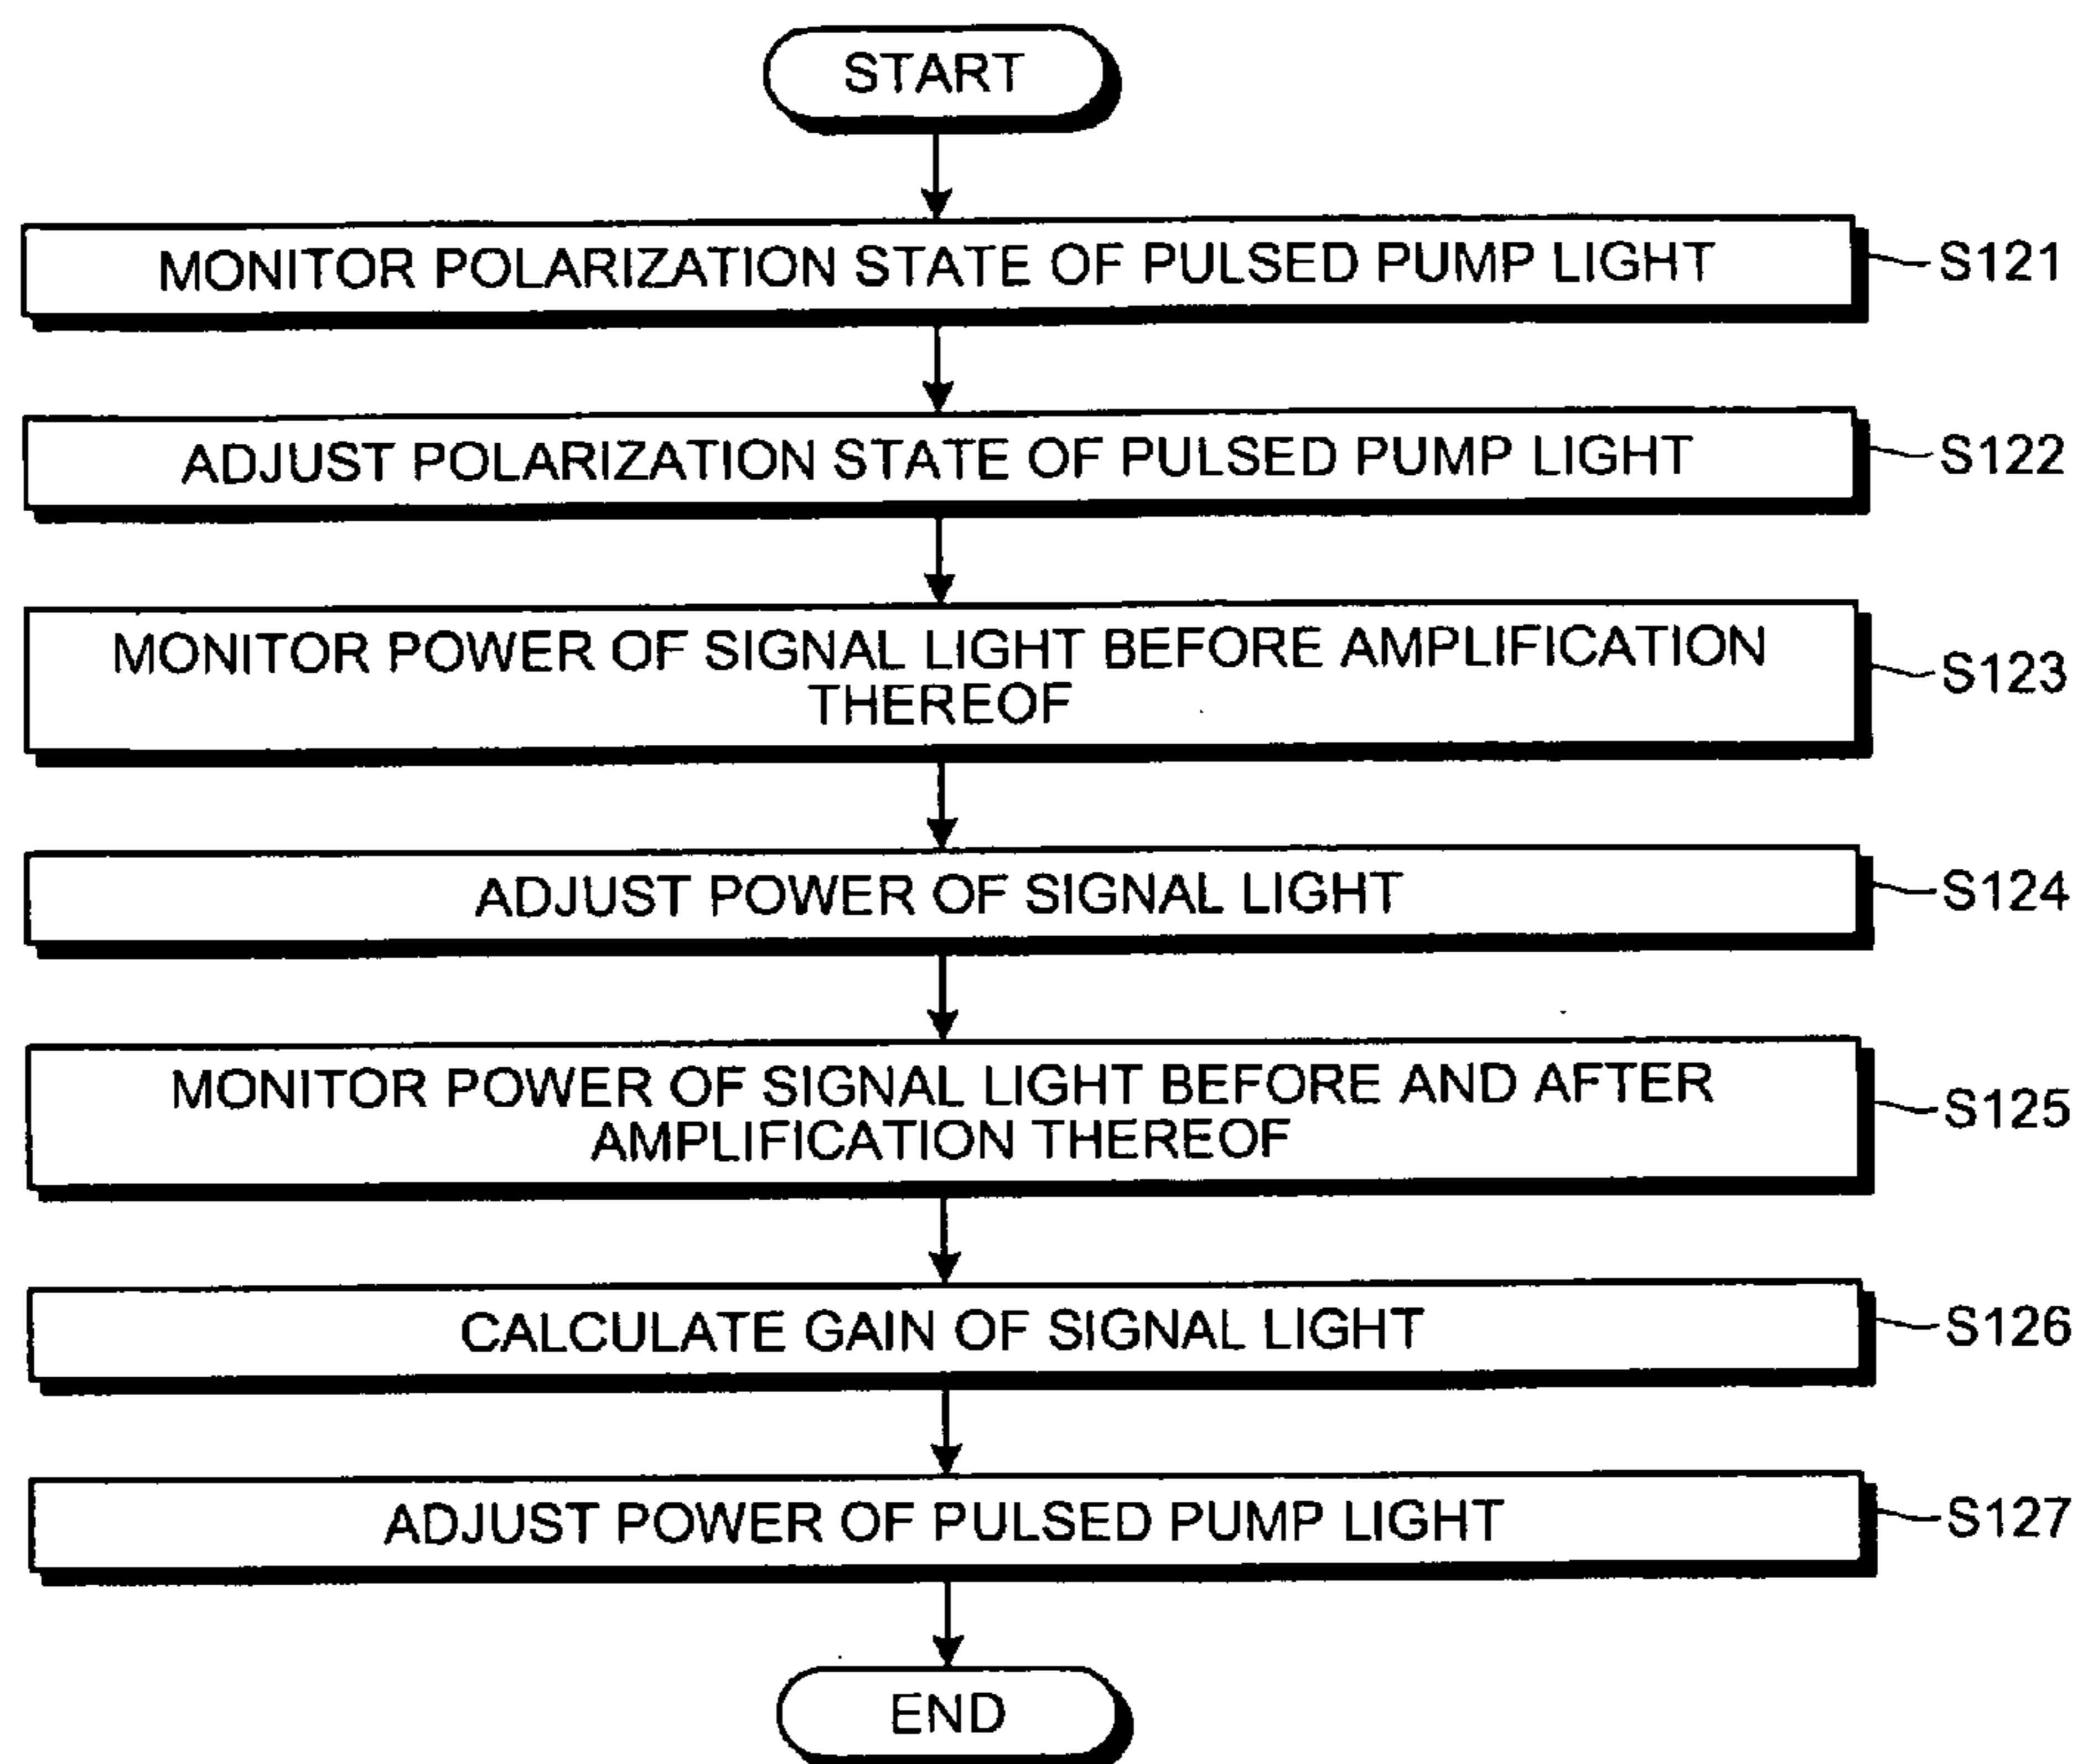 START
MONITOR POLARIZATION STATE OF PULSED PUMP LIGHT
S121
ADJUST POLARIZATION STATE OF PULSED PUMP LIGHT
S122
MONITOR POWER OF SIGNAL LIGHT BEFORE AMPLIFICATION
THEREOF
S123
ADJUST POWER OF SIGNAL LIGHT
S124
MONITOR POWER OF SIGNAL LIGHT BEFORE AND AFTER
AMPLIFICATION THEREOF
S125
CALCULATE GAIN OF SIGNAL LIGHT
S126
ADJUST POWER OF PULSED PUMP LIGHT
S127
END